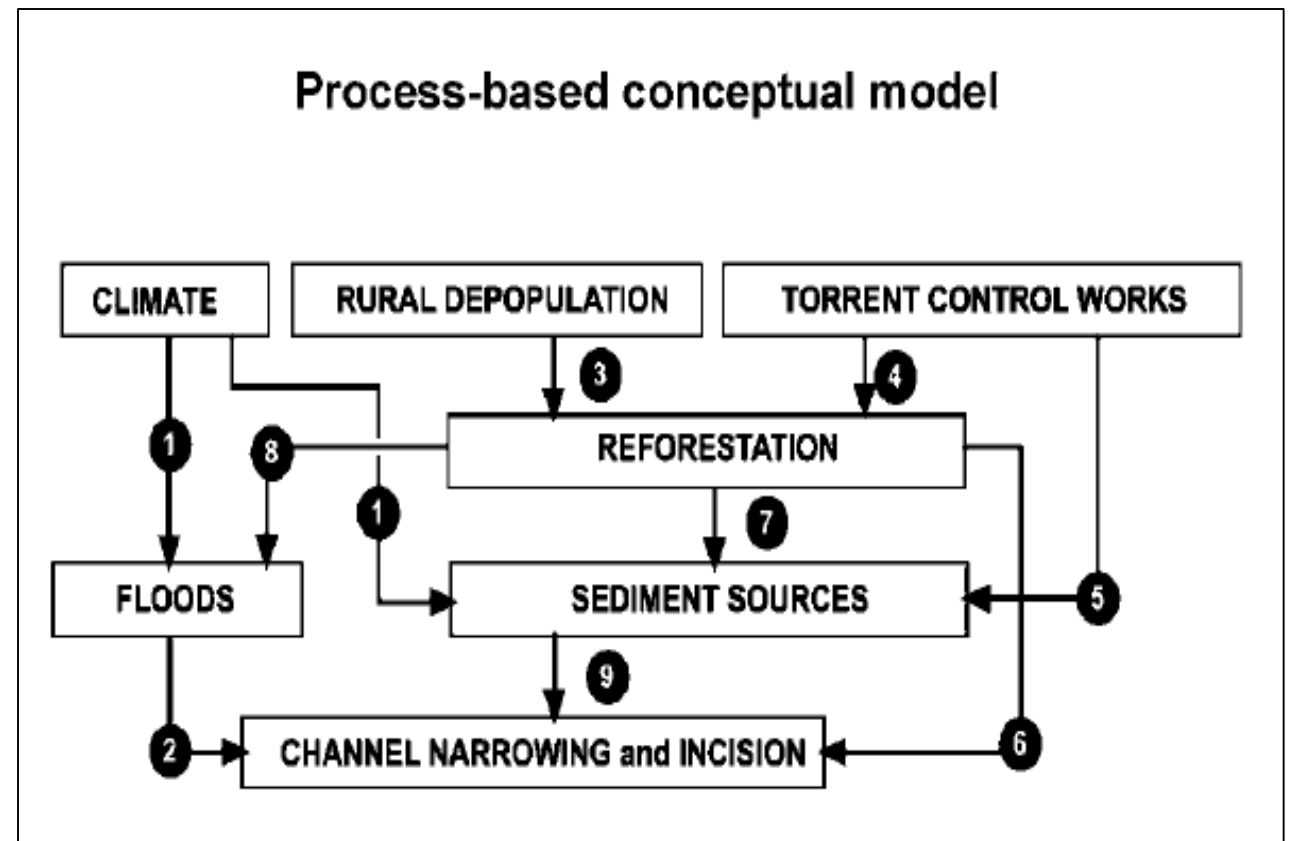 Process-based conceptual model
CLIMATE
RURAL DEPOPULATION
TORRENT CONTROL WORKS
3
4
1
8
REFORESTATION
1
7
FLOODS
SEDIMENT SOURCES
5
9
2
CHANNEL NARROWING and INCISION
6